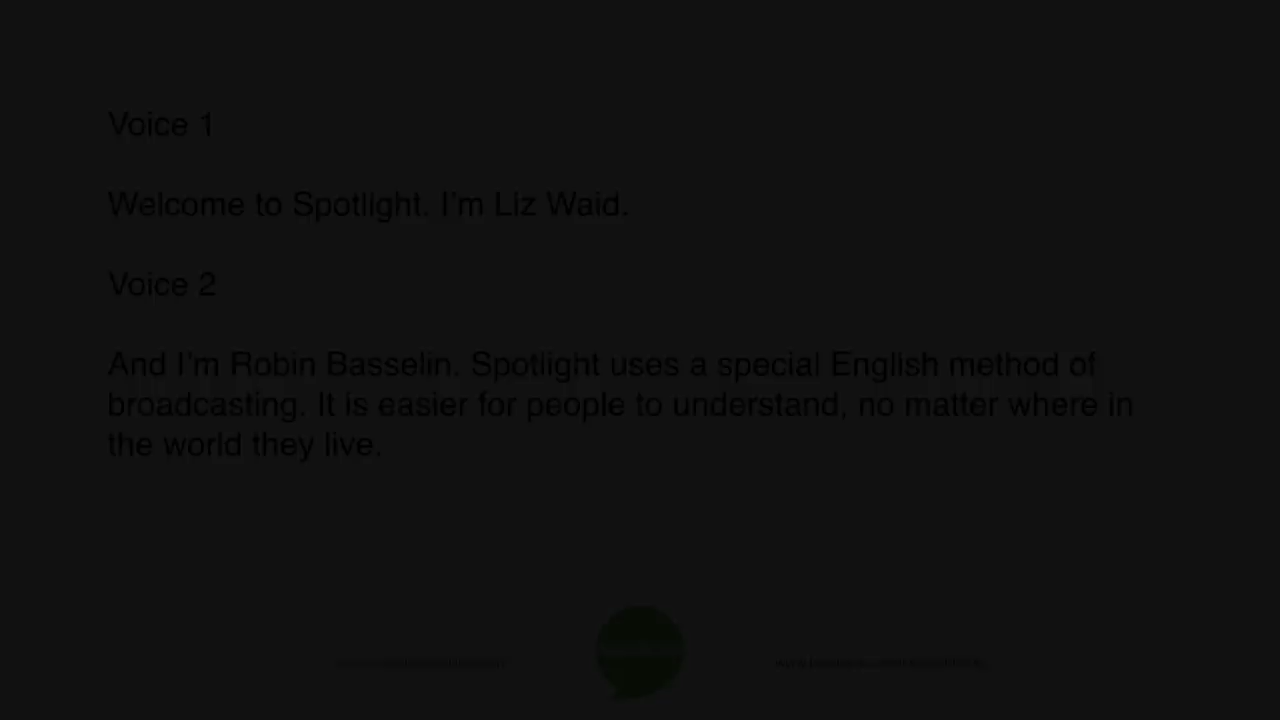 Voice 1
Welcome to Spotlight. I'm Liz Waid.
Voice 2
And I'm Robin Basselin. Spotlight uses a special English method of
broadcasting. It is easier for people to understand, no matter where in
the world they live.